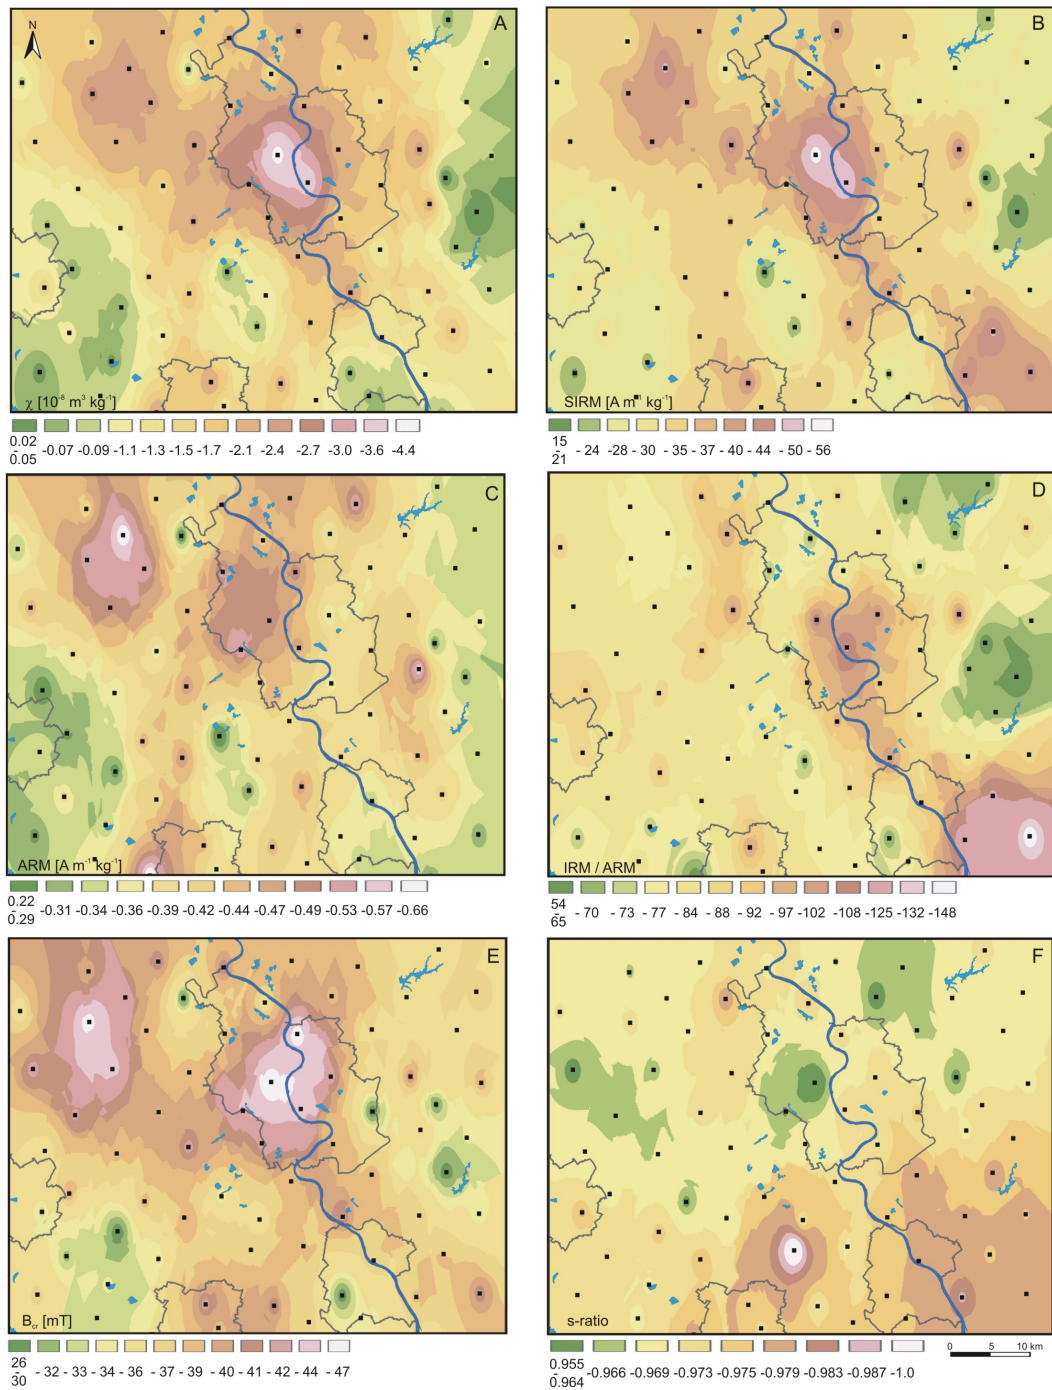 N
A
χ [10⁻⁸ m³ kg⁻¹]
0.02 - 0.05 -0.07 -0.09 -1.1 -1.3 -1.5 -1.7 -2.1 -2.4 -2.7 -3.0 -3.6 -4.4
B
SIRM [A m⁻¹ kg⁻¹]
15 - 21 - 24 -28 - 30 -35 -37 -40 -44 -50 -56
C
ARM [A m⁻¹ kg⁻¹]
0.22 - 0.29 -0.31 -0.34 -0.36 -0.39 -0.42 -0.44 -0.47 -0.49 -0.53 -0.57 -0.66
D
IRM / ARM
54 - 65 - 70 -73 -77 -84 -88 -92 -97 -102 -108 -125 -132 -148
E
Bcr [mT]
26 - 30 - 32 - 33 - 34 - 36 - 37 - 39 - 40 - 41 - 42 - 44 - 47
F
s-ratio
0.955 - 0.964 -0.966 -0.969 -0.973 -0.975 -0.979 -0.983 -0.987 -1.0
0 5 10 km